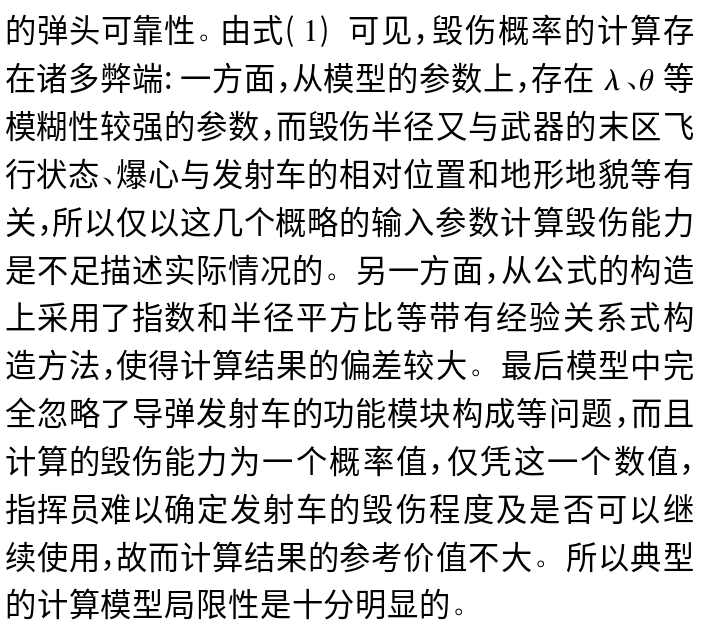 的弹头可靠性。由式( 1) 可见,毁伤概率的计算存
在诸多弊端: 一方面,从模型的参数上,存在 λ、θ 等
模糊性较强的参数,而毁伤半径又与武器的末区飞
行状态、爆心与发射车的相对位置和地形地貌等有
关,所以仅以这几个概略的输入参数计算毁伤能力
是不足描述实际情况的。另一方面,从公式的构造
上采用了指数和半径平方比等带有经验关系式构
造方法,使得计算结果的偏差较大。最后模型中完
全忽略了导弹发射车的功能模块构成等问题,而且
计算的毁伤能力为一个概率值,仅凭这一个数值,
指挥员难以确定发射车的毁伤程度及是否可以继
续使用,故而计算结果的参考价值不大。所以典型
的计算模型局限性是十分明显的。